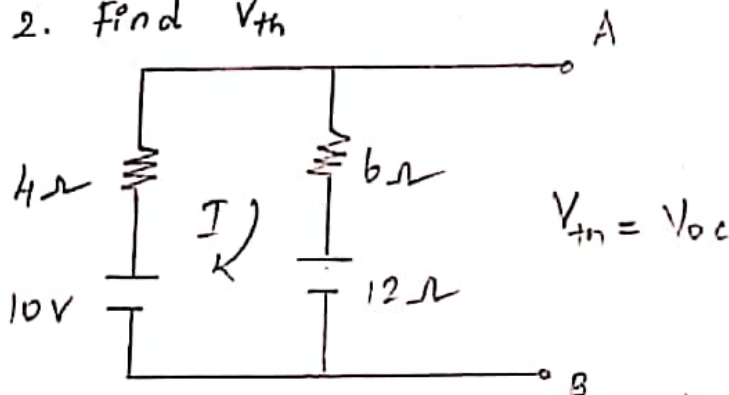 2. Find Vth
A
4Ω
6Ω
I
Vth = Voc
10V
12Ω
B